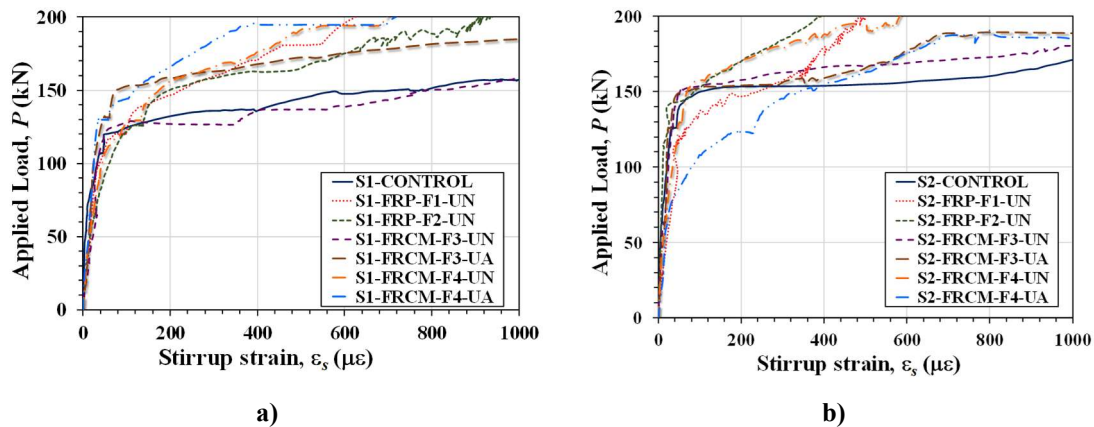 200
150
100
50
0
Applied Load, P (kN)
S1-CONTROL
S1-FRP-F1-UN
S1-FRP-F2-UN
S1-FRCM-F3-UN
S1-FRCM-F3-UA
S1-FRCM-F4-UN
S1-FRCM-F4-UA
0 200 400 600 800 1000
Stirrup strain, εs (με)
a)
200
150
100
50
0
Applied Load, P (kN)
S2-CONTROL
S2-FRP-F1-UN
S2-FRP-F2-UN
S2-FRCM-F3-UN
S2-FRCM-F3-UA
S2-FRCM-F4-UN
S2-FRCM-F4-UA
0 200 400 600 800 1000
Stirrup strain, εs (με)
b)